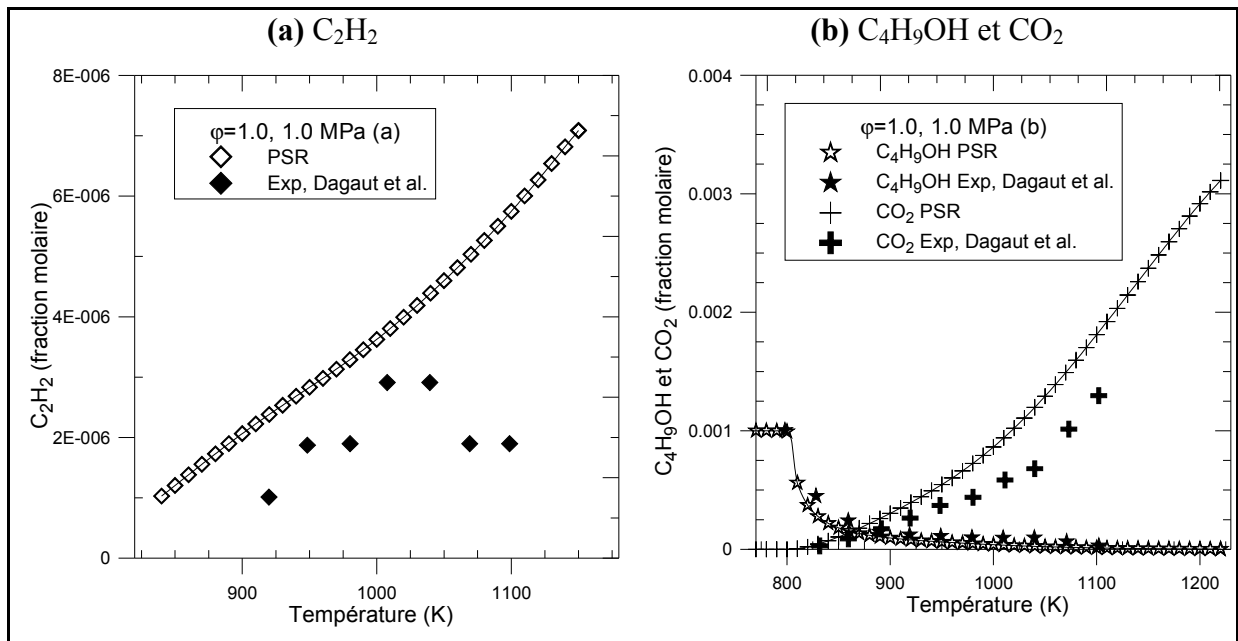 (a) C₂H₂
8E-006
6E-006
4E-006
2E-006
0
C₂H₂ (fraction molaire)
φ=1.0, 1.0 MPa (a)
PSR
Exp, Dagaut et al.
900 1000 1100
Température (K)
(b) C₄H₉OH et CO₂
0.004
0.003
0.002
0.001
0
C₄H₉OH et CO₂ (fraction molaire)
φ=1.0, 1.0 MPa (b)
C₄H₉OH PSR
C₄H₉OH Exp, Dagaut et al.
CO₂ PSR
CO₂ Exp, Dagaut et al.
800 900 1000 1100 1200
Température (K)